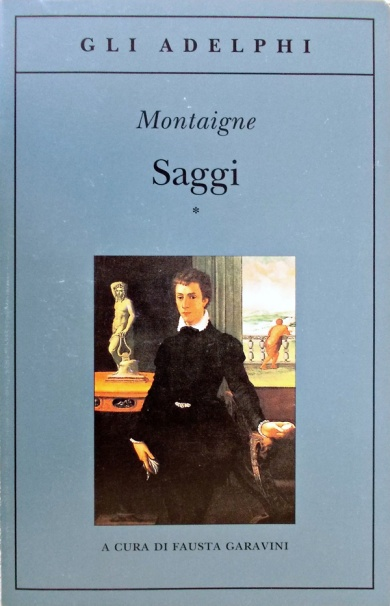 GLI ADELPHI
Montaigne
Saggi
*
A CURA DI FAUSTA GARAVINI